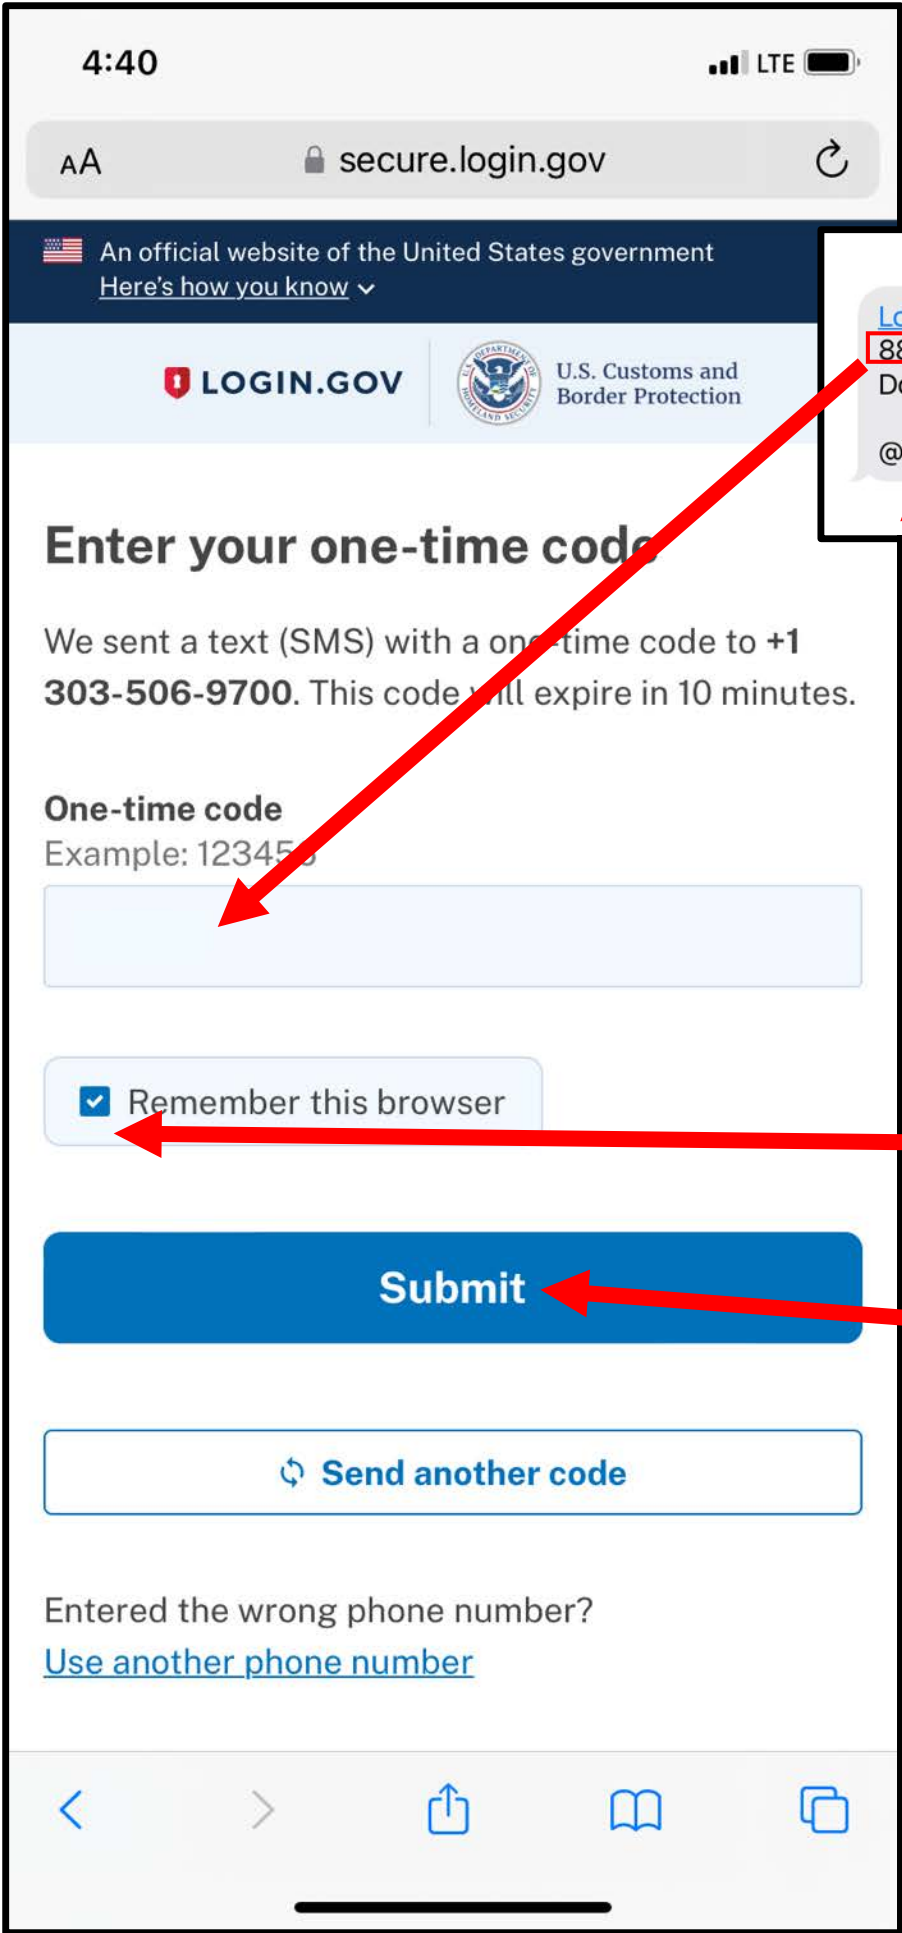 4:40
LTE
AA
secure.login.gov
An official website of the United States government
Here's how you know
LOGIN.GOV
U.S. Customs and
Border Protection
Enter your one-time code
We sent a text (SMS) with a one-time code to +1
303-506-9700. This code will expire in 10 minutes.
One-time code
Example: 123456
Remember this browser
Submit
Send another code
Entered the wrong phone number?
Use another phone number